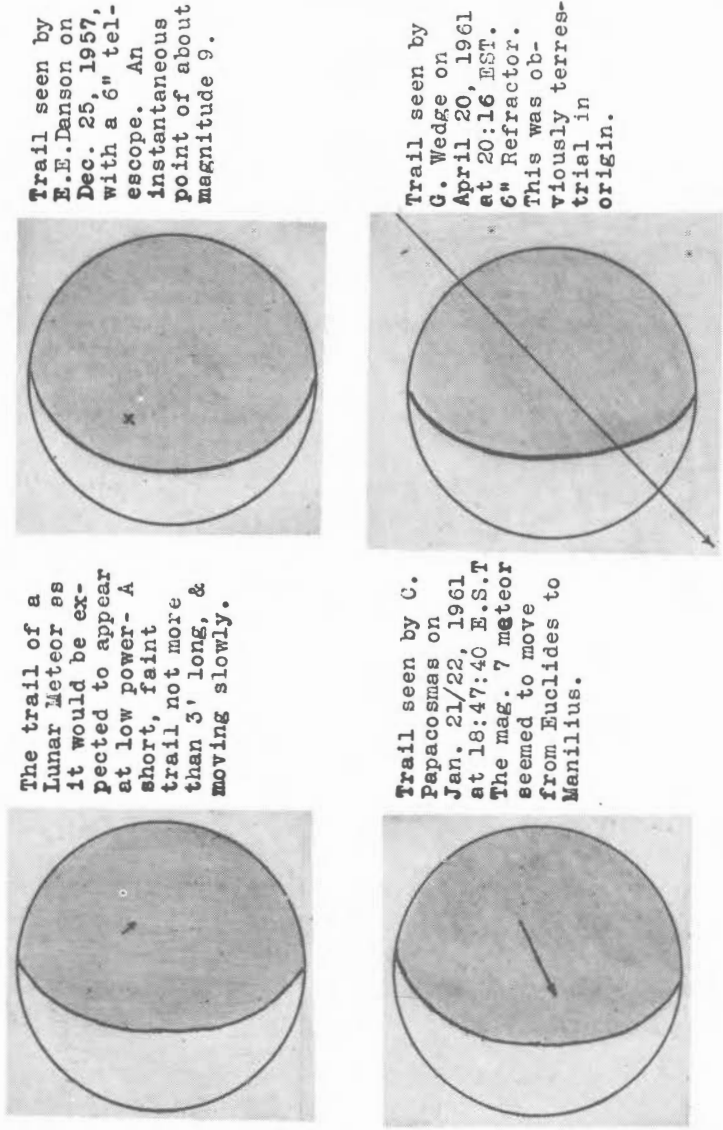 The trail of a
Lunar Meteor as
it would be ex-
pected to appear
at low power- A
short, faint
trail not more
than 3' long, &
moving slowly.
Trail seen by
E.E.Danson on
Dec. 25, 1957,
with a 6" tel-
escope. An
instantaneous
point of about
magnitude 9.
Trail seen by C.
Papacosmas on
Jan. 21/22, 1961
at 18:47:40 E.S.T
The mag. 7 meteor
seemed to move
from Euclides to
Manilius.
Trail seen by
G. Wedge on
April 20, 1961
at 20:16 EST.
6" Refractor.
This was ob-
viously terres-
trial in
origin.